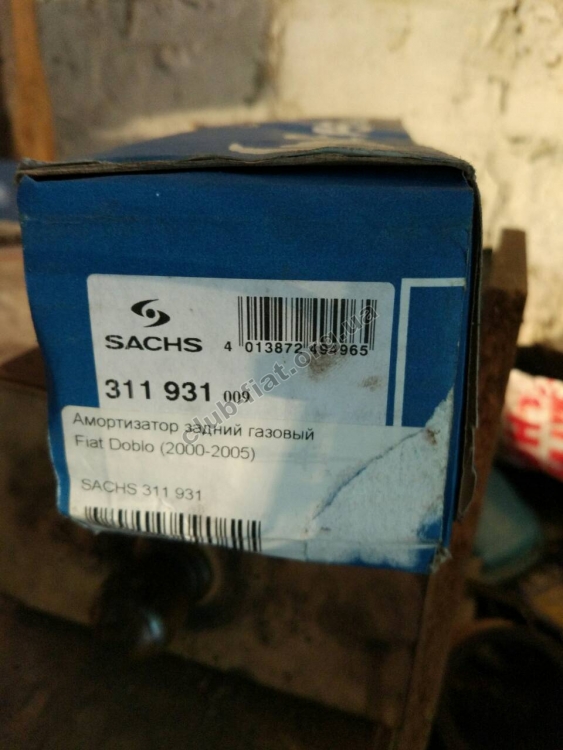 SACHS
4 013872 494965
311 931 009
Амортизатор задний газовый
Fiat Doblo (2000-2005)
SACHS 311 931
clubfiat.org.ua